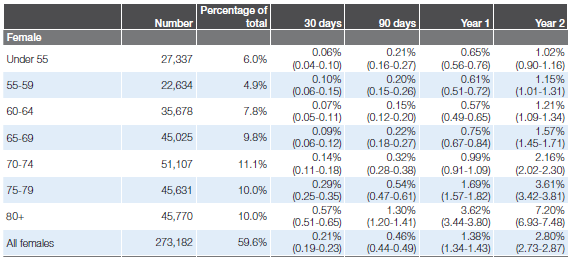 Number Percentage of total 30 days 90 days Year 1 Year 2
Female
Under 55 27,337 6.0% 0.06% 0.21% 0.65% 1.02%
(0.04-0.10) (0.16-0.27) (0.56-0.76) (0.90-1.16)
55-59 22,634 4.9% 0.10% 0.20% 0.61% 1.15%
(0.06-0.15) (0.15-0.26) (0.51-0.72) (1.01-1.31)
60-64 35,678 7.8% 0.07% 0.15% 0.57% 1.21%
(0.05-0.11) (0.12-0.20) (0.49-0.65) (1.09-1.34)
65-69 45,025 9.8% 0.09% 0.22% 0.75% 1.57%
(0.06-0.12) (0.18-0.27) (0.67-0.84) (1.45-1.71)
70-74 51,107 11.1% 0.14% 0.32% 0.99% 2.16%
(0.11-0.18) (0.28-0.38) (0.91-1.09) (2.02-2.30)
75-79 45,631 10.0% 0.29% 0.54% 1.69% 3.61%
(0.25-0.35) (0.47-0.61) (1.57-1.82) (3.42-3.81)
80+ 45,770 10.0% 0.57% 1.30% 3.62% 7.20%
(0.51-0.65) (1.20-1.41) (3.44-3.80) (6.93-7.48)
All females 273,182 59.6% 0.21% 0.46% 1.38% 2.80%
(0.19-0.23) (0.44-0.49) (1.34-1.43) (2.73-2.87)